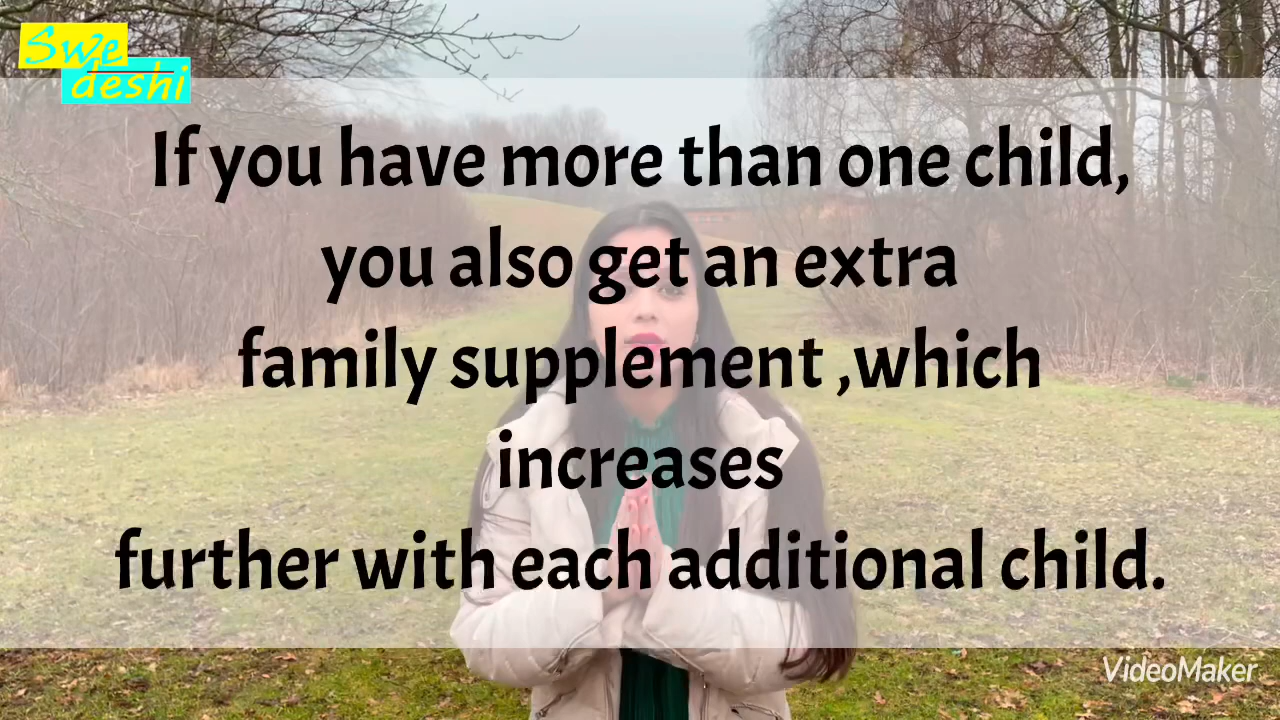 Swe
deshi
If you have more than one child,
you also get an extra
family supplement ,which
increases
further with each additional child.
VideoMaker